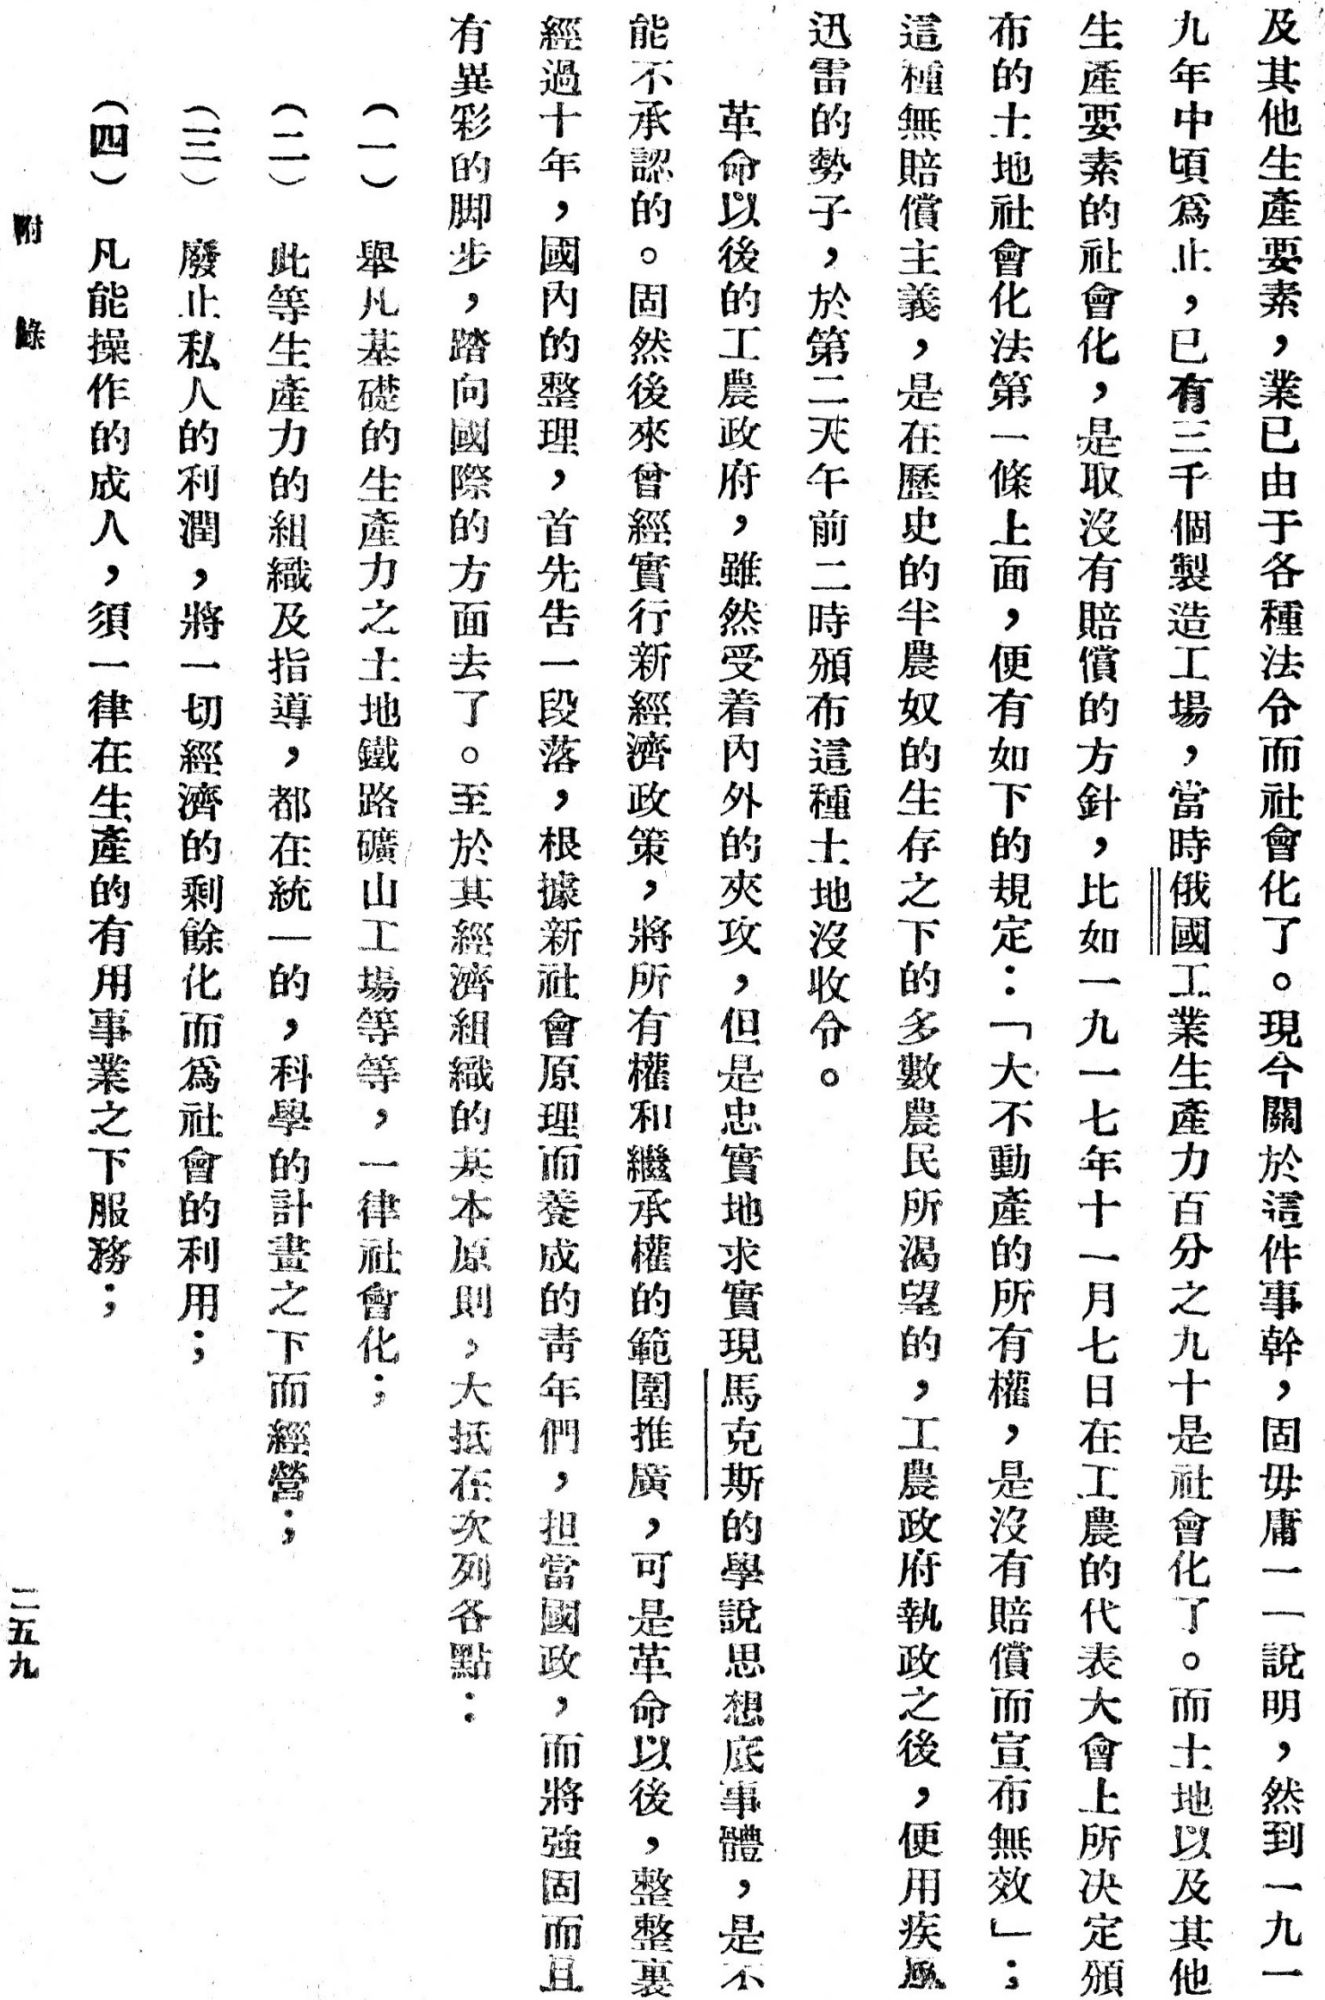 及其他生產要素，業已由于各種法令而社會化了。現今關於這件事幹，固毋庸一一說明，然到一九一
九年中頃爲止，已有三千個製造工場，當時俄國工業生產力百分之九十是社會化了。而土地以及其他
生產要素的社會化，是取沒有賠償的方針，比如一九一七年十一月七日在工農的代表大會上所決定頒
布的土地社會化法第一條上面，便有如下的規定：「大不動產的所有權，是沒有賠償而宣布無效」；
這種無賠償主義，是在歷史的半農奴的生存之下的多數農民所渴望的，工農政府執政之後，便用疾風
迅雷的勢子，於第二天午前二時頒布這種土地沒收令。
革命以後的工農政府，雖然受着內外的夾攻，但是忠實地求實現馬克斯的學說思想底事體，是不
能不承認的。固然後來曾經實行新經濟政策，將所有權和繼承權的範圍推廣，可是革命以後，整整裏
經過十年，國內的整理，首先告一段落，根據新社會原理而養成的青年們，担當國政，而將強固而且
有異彩的脚步，踏向國際的方面去了。至於其經濟組織的基本原則，大抵在次列各點：
（一）　舉凡基礎的生產力之土地鐵路礦山工場等等，一律社會化；
（二）　此等生產力的組織及指導，都在統一的，科學的計畫之下而經營；
（三）　廢止私人的利潤，將一切經濟的剩餘化而爲社會的利用；
（四）　凡能操作的成人，須一律在生產的有用事業之下服務；
附　錄
二五九